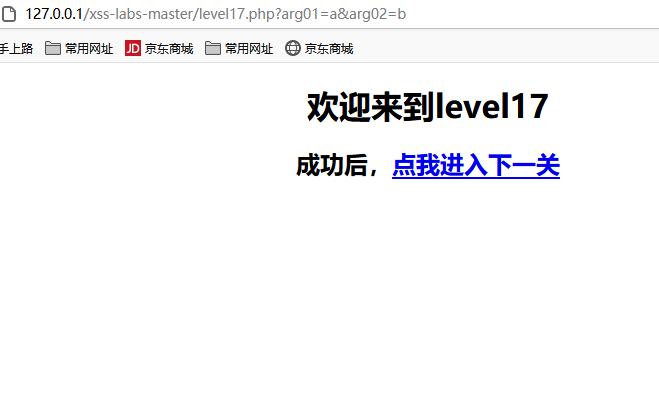 127.0.0.1/xss-labs-master/level17.php?arg01=a&arg02=b
手上路 常用网址 JD 京东商城 常用网址 京东商城
欢迎来到level17
成功后，点我进入下一关